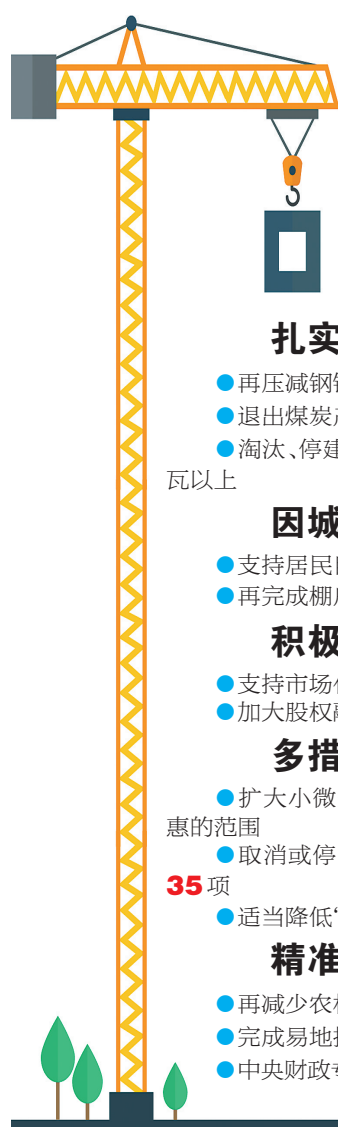 扎实
●再压减钢
●退出煤炭
●淘汰、停建
瓦以上
因城
●支持居民
●再完成棚
积极
●支持市场
●加大股权
多措
●扩大小微
惠的范围
●取消或停
35项
●适当降低“
精准
●再减少农
●完成易地
●中央财政